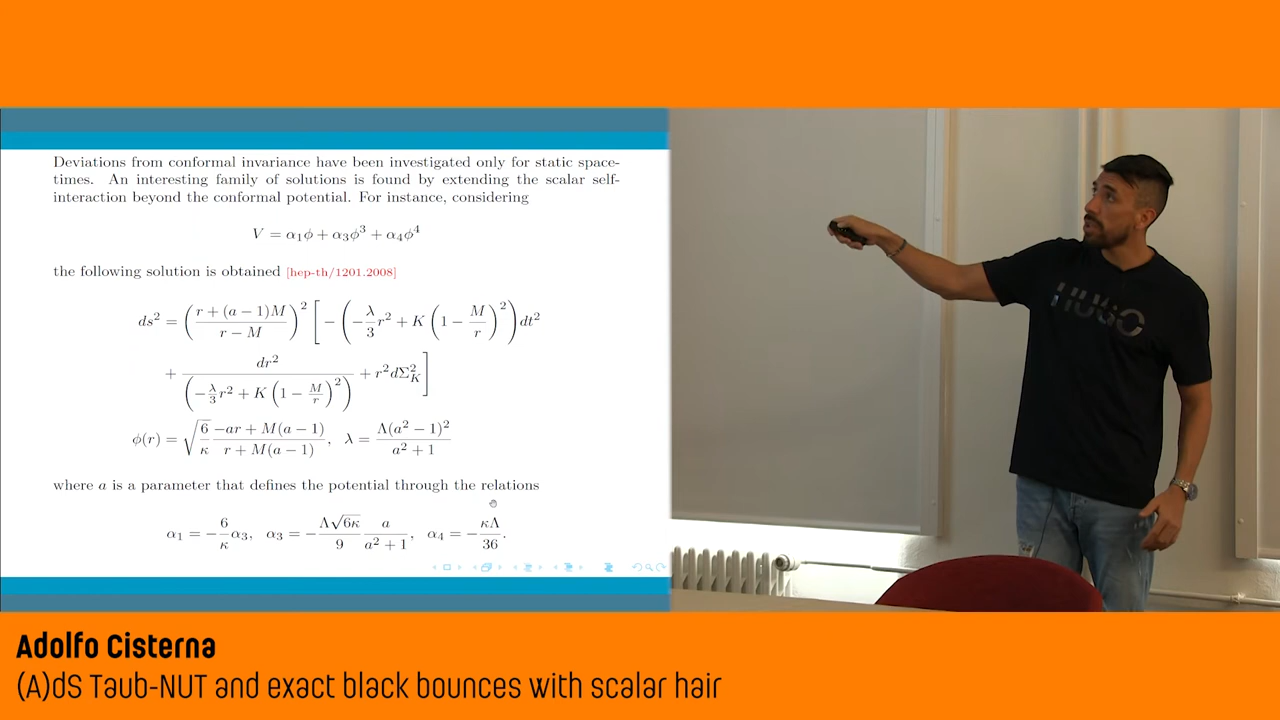 Deviations from conformal invariance have been investigated only for static space-
times. An interesting family of solutions is found by extending the scalar self-
interaction beyond the conformal potential. For instance, considering
V = α₁ϕ + α₃ϕ³ + α₄ϕ⁴
the following solution is obtained [hep-th/1201.2008]
ds² = ( (r + (a − 1)M) / (r − M) )² [ − ( −(λ/3) r² + K (1 − M/r)² ) dt²
+ dr² / ( −(λ/3) r² + K (1 − M/r)² ) + r² dΣ²_K ]
ϕ(r) = √(6/κ) (−ar + M(a − 1)) / (r + M(a − 1)), λ = Λ(a² − 1)² / (a² + 1)
where a is a parameter that defines the potential through the relations
α₁ = −(6/κ) α₃, α₃ = −(Λ√(6κ) / 9) (a / (a² + 1)), α₄ = −κΛ/36.
HUGO
Adolfo Cisterna
(A)dS Taub-NUT and exact black bounces with scalar hair